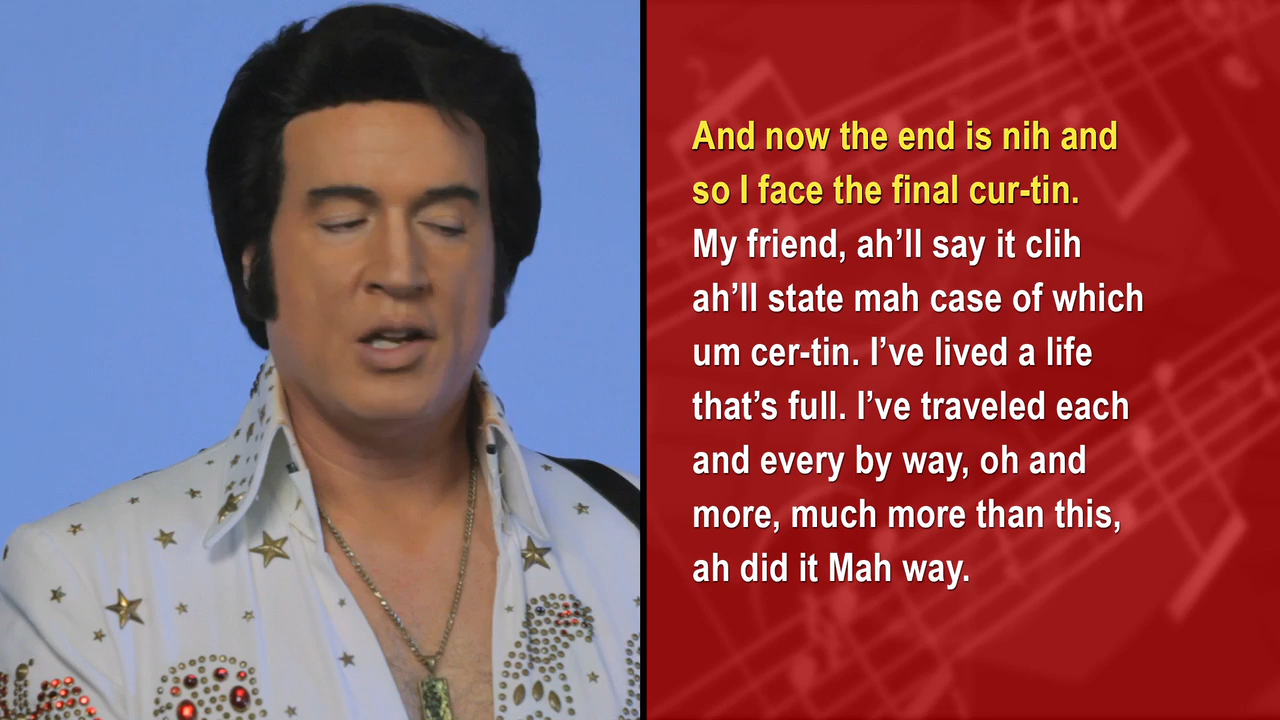 And now the end is nih and
so I face the final cur-tin.
My friend, ah’ll say it clih
ah’ll state mah case of which
um cer-tin. I’ve lived a life
that’s full. I’ve traveled each
and every by way, oh and
more, much more than this,
ah did it Mah way.